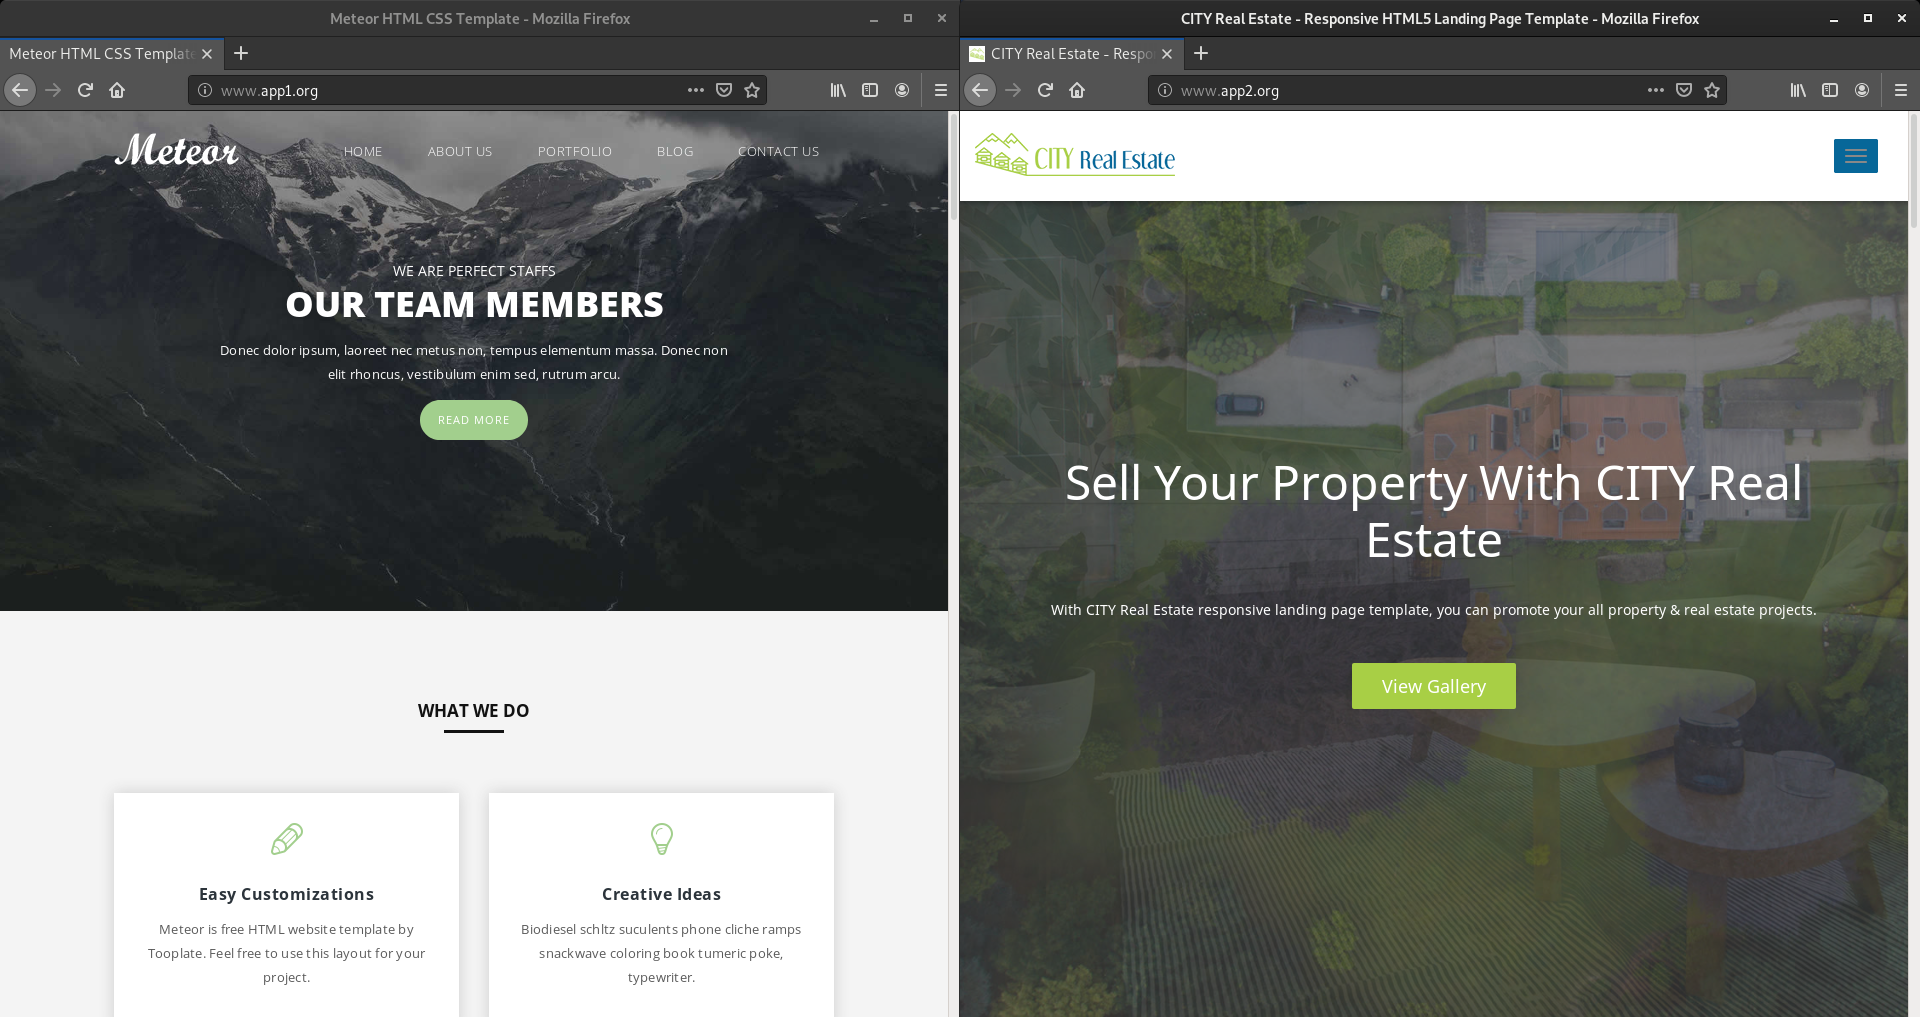 Meteor HTML CSS Template - Mozilla Firefox
Meteor HTML CSS Template
www.app1.org
Meteor
HOME ABOUT US PORTFOLIO BLOG CONTACT US
WE ARE PERFECT STAFFS
OUR TEAM MEMBERS
Donec dolor ipsum, laoreet nec metus non, tempus elementum massa. Donec non
elit rhoncus, vestibulum enim sed, rutrum arcu.
READ MORE
WHAT WE DO
Easy Customizations
Meteor is free HTML website template by
Tooplate. Feel free to use this layout for your
project.
Creative Ideas
Biodiesel schltz suculents phone cliche ramps
snackwave coloring book tumeric poke,
typewriter.
CITY Real Estate - Responsive HTML5 Landing Page Template - Mozilla Firefox
CITY Real Estate - Respo
www.app2.org
CITY Real Estate
Sell Your Property With CITY Real
Estate
With CITY Real Estate responsive landing page template, you can promote your all property & real estate projects.
View Gallery